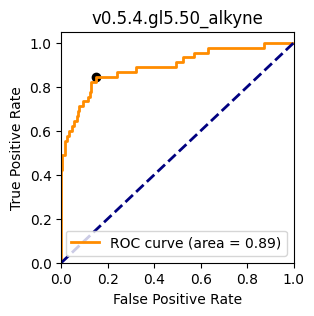 v0.5.4.gl5.50_alkyne
True Positive Rate
1.0
0.8
0.6
0.4
0.2
0.0
ROC curve (area = 0.89)
0.0 0.2 0.4 0.6 0.8 1.0
False Positive Rate